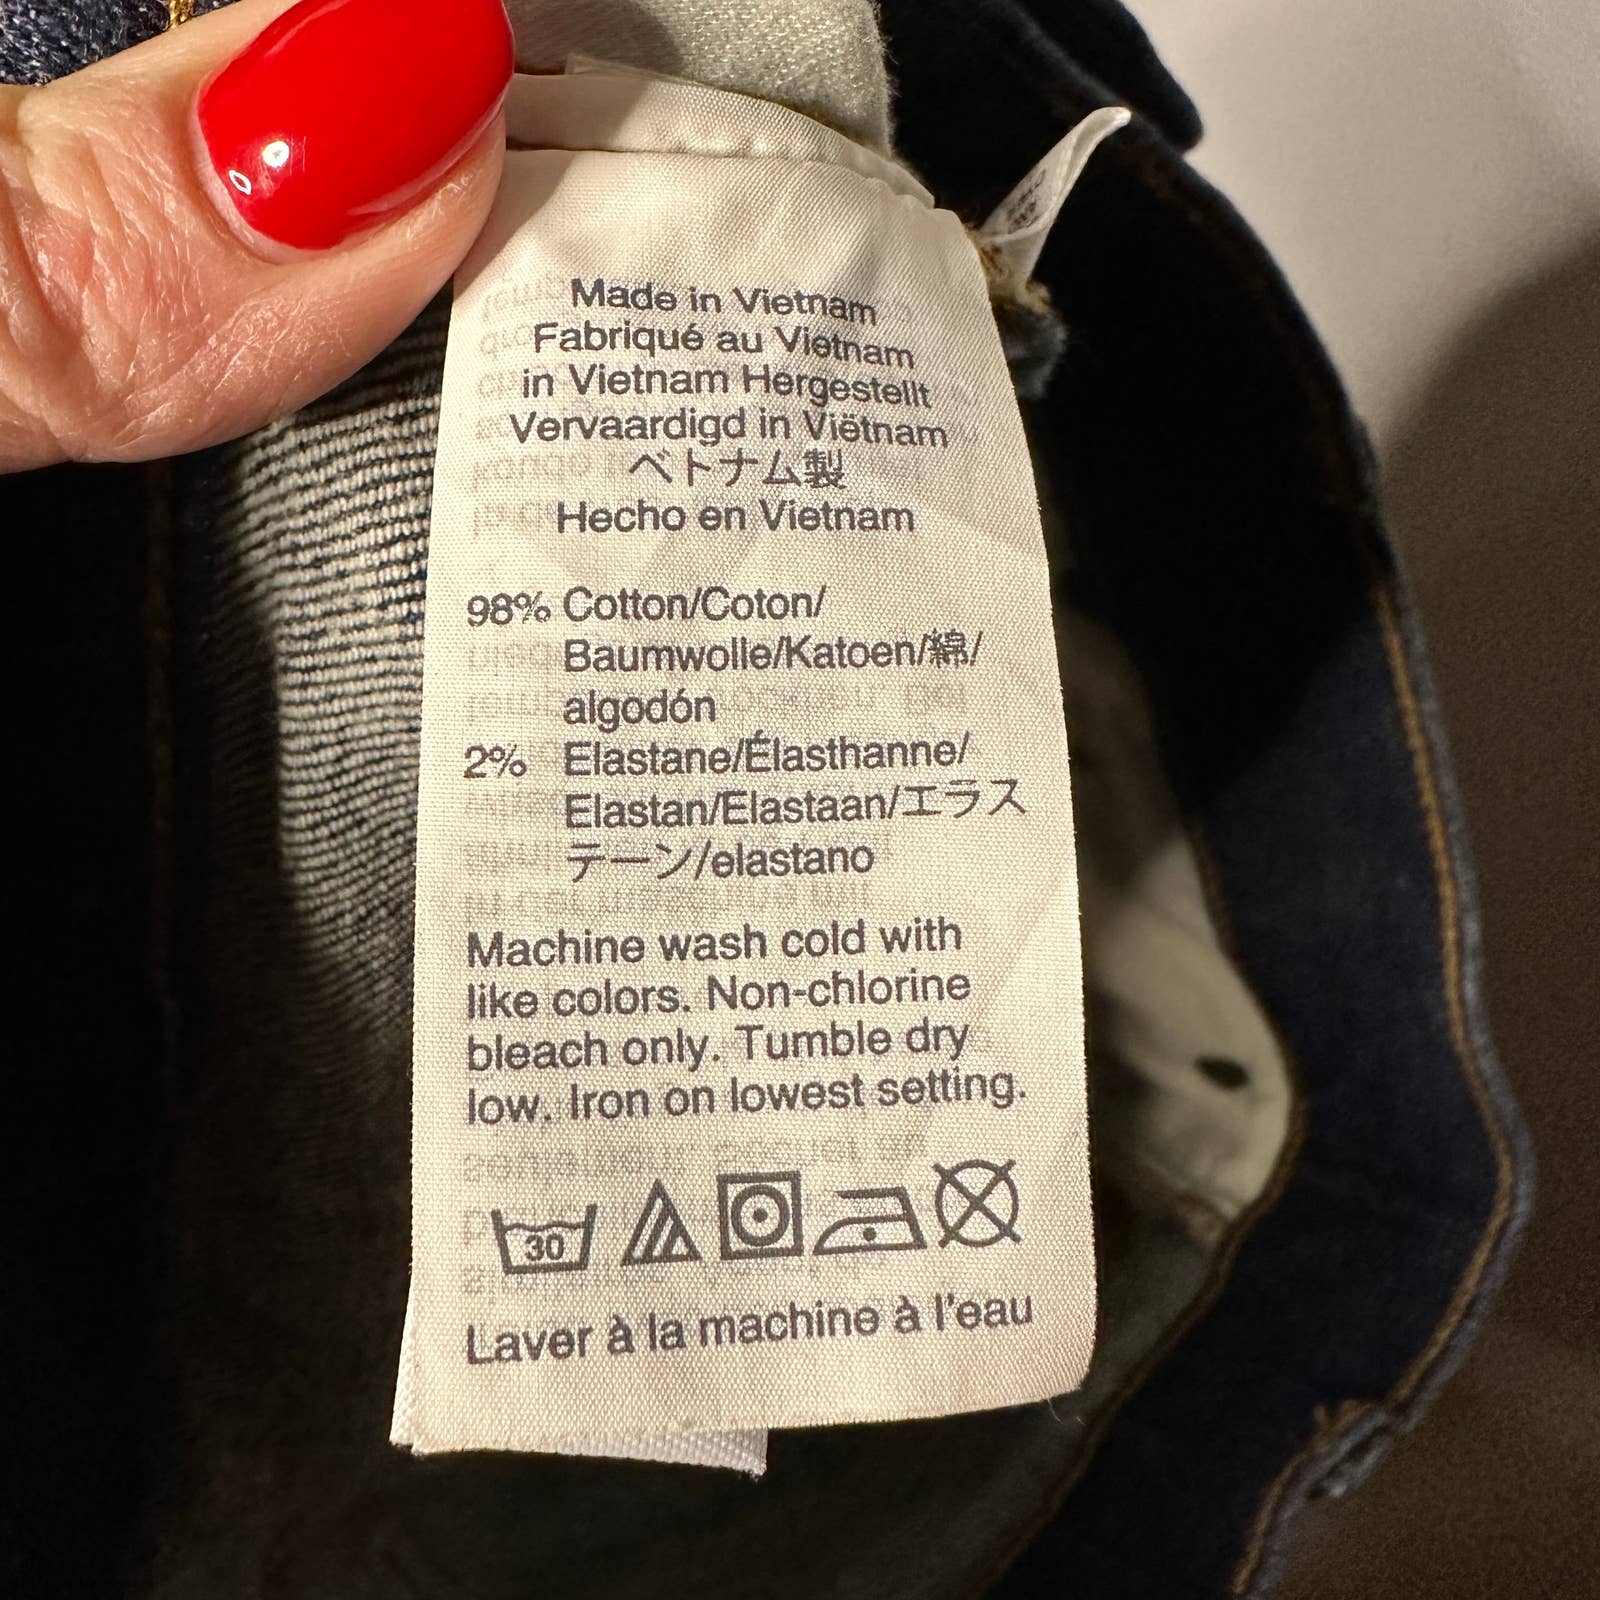 Made in Vietnam
Fabriqué au Vietnam
in Vietnam Hergestellt
Vervaardigd in Viëtnam
ベトナム製
Hecho en Vietnam
98% Cotton/Coton/
Baumwolle/Katoen/綿/
algodón
2% Elastane/Élasthanne/
Elastan/Elastaan/エラス
テーン/elastano
Machine wash cold with
like colors. Non-chlorine
bleach only. Tumble dry
low. Iron on lowest setting.
30
Laver à la machine à l'eau